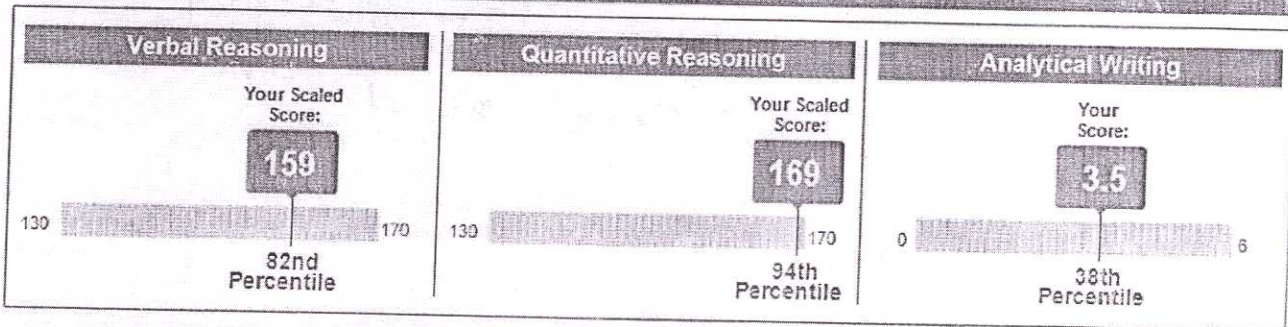 Verbal Reasoning
Your Scaled
Score:
159
130
170
82nd
Percentile
Quantitative Reasoning
Your Scaled
Score:
169
130
170
94th
Percentile
Analytical Writing
Your
Score:
3.5
0
6
38th
Percentile